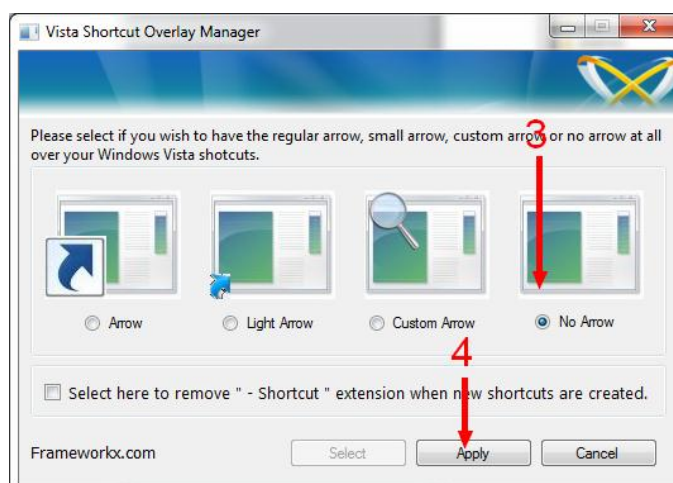 Vista Shortcut Overlay Manager
Please select if you wish to have the regular arrow, small arrow, custom arrow or no arrow at all
over your Windows Vista shotcuts.
3
Arrow
Light Arrow
Custom Arrow
No Arrow
4
Select here to remove " - Shortcut " extension when new shortcuts are created.
Frameworkx.com
Select
Apply
Cancel